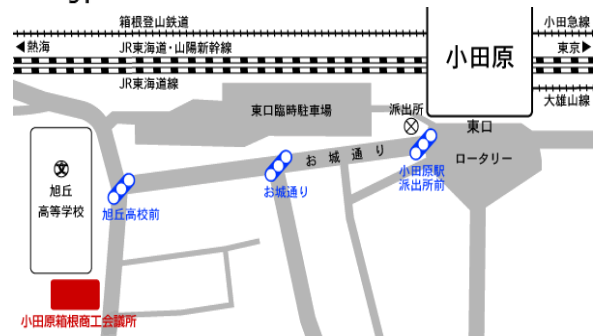 箱根登山鉄道
小田急線
◀熱海
JR東海道・山陽新幹線
小田原
東京▶
JR東海道線
大雄山線
東口臨時駐車場
派出所
東口
ロータリー
お城通り
小田原駅
派出所前
文
旭丘
高等学校
旭丘高校前
お城通り
小田原箱根商工会議所